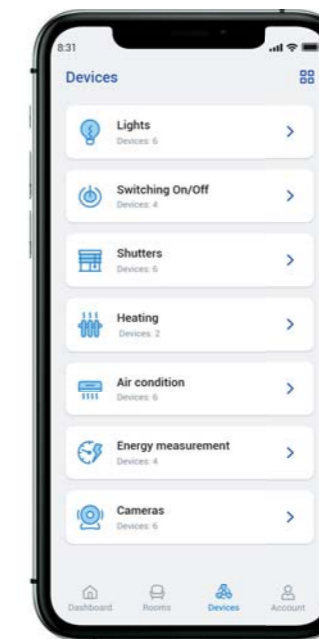 8:31
Devices
Lights
Devices: 6
Switching On/Off
Devices: 4
Shutters
Devices: 6
Heating
Devices: 2
Air condition
Devices: 6
Energy measurement
Devices: 4
Cameras
Devices: 6
Dashboard Rooms Devices Account